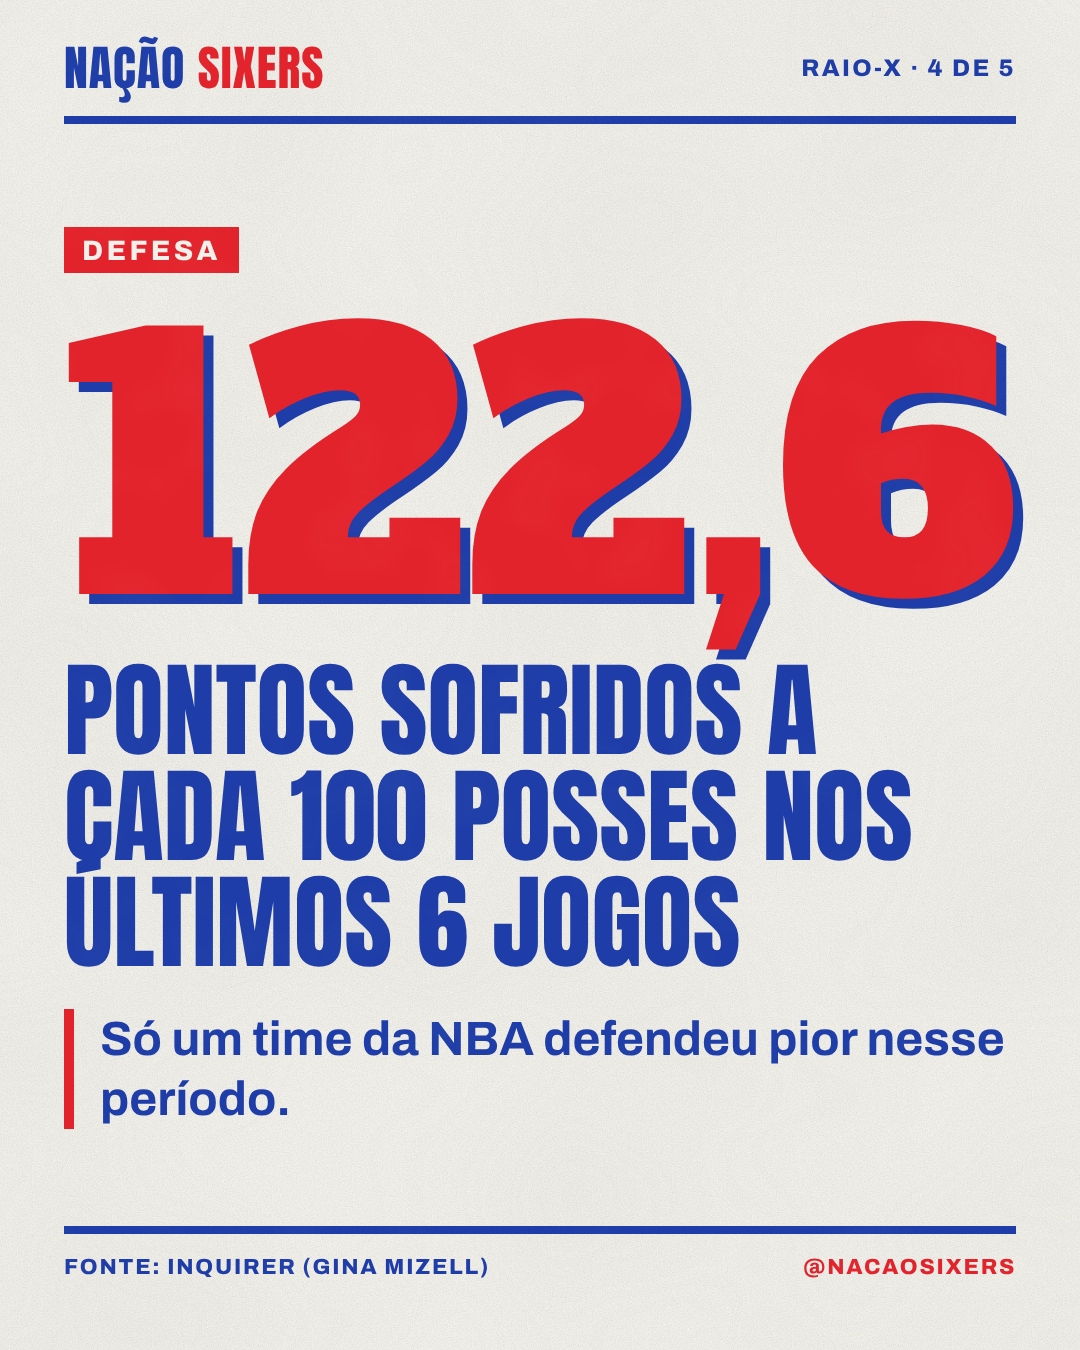 NAÇÃO SIXERS
RAIO-X · 4 DE 5
DEFESA
122,6
PONTOS SOFRIDOS A
CADA 100 POSSES NOS
ÚLTIMOS 6 JOGOS
Só um time da NBA defendeu pior nesse
período.
FONTE: INQUIRER (GINA MIZELL)
@NACAOSIXERS